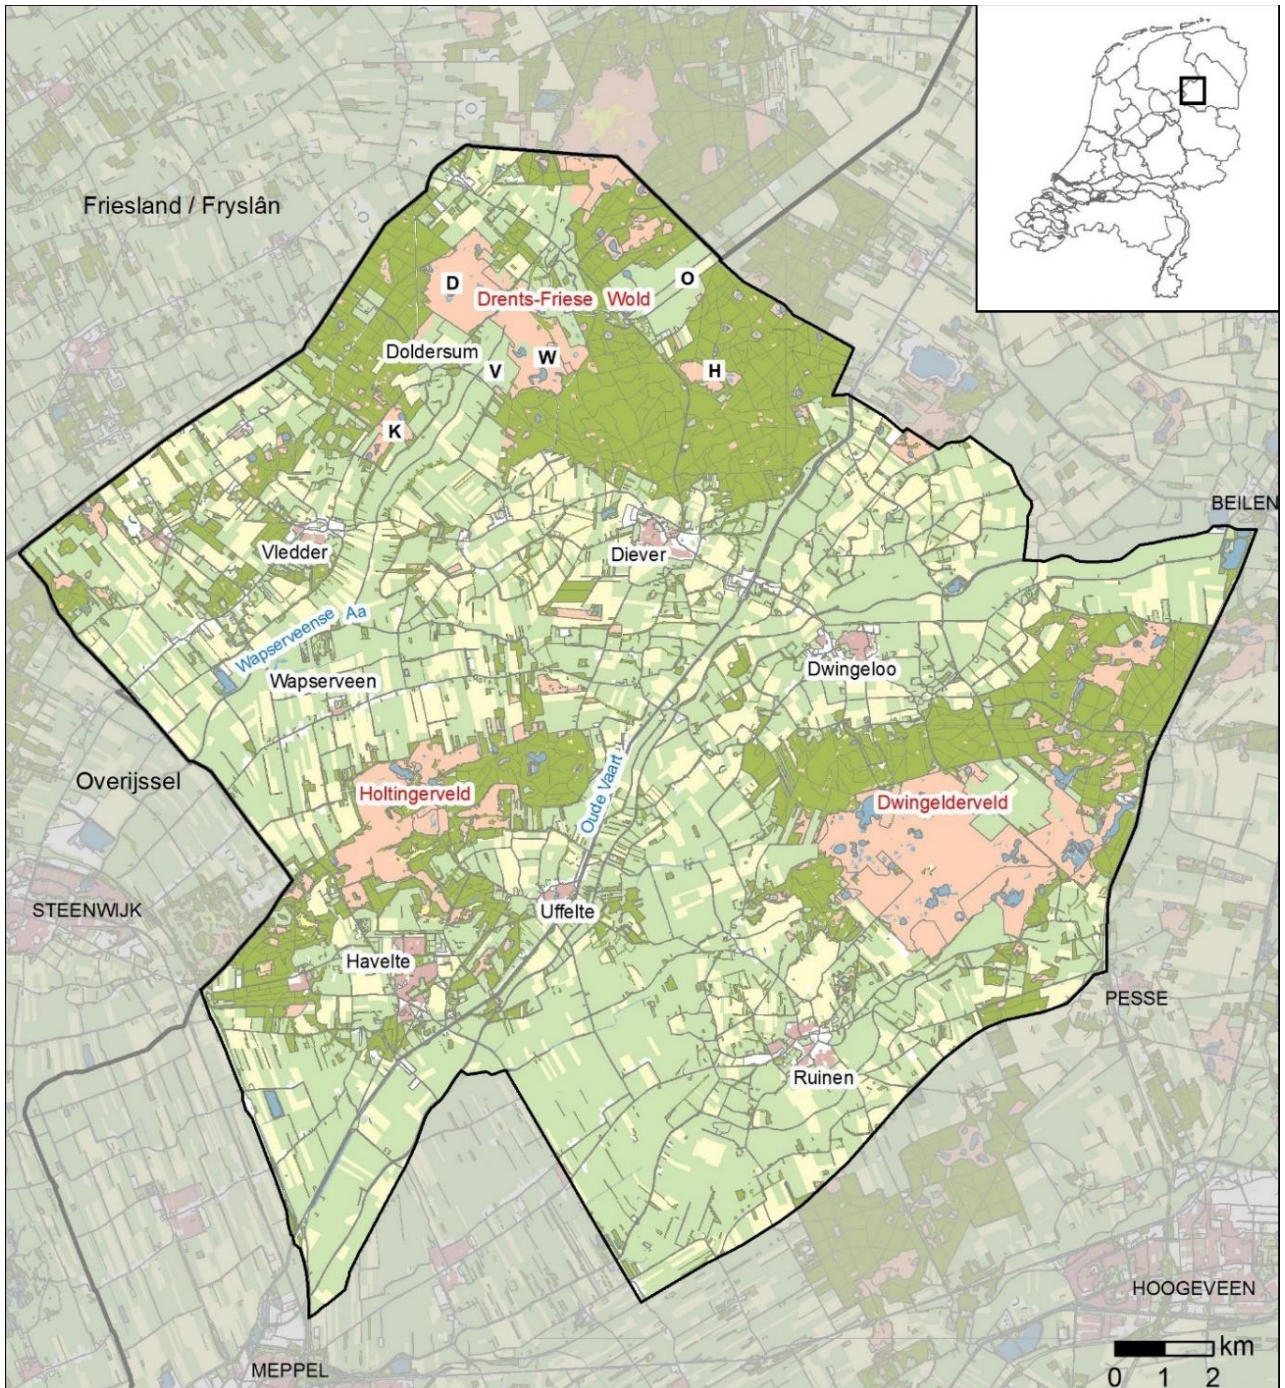 Friesland / Fryslân
O
D
Drents-Friese Wold
Doldersum
W
V
H
K
BEILEN
Vledder
Diever
Wapserveense Aa
Dwingeloo
Wapserveen
Overijssel
Oude Vaart
Holtingerveld
Dwingelderveld
STEENWIJK
Uffelte
Havelte
PESSE
Ruinen
HOOGEVEEN
km
0 1 2
MEPPEL